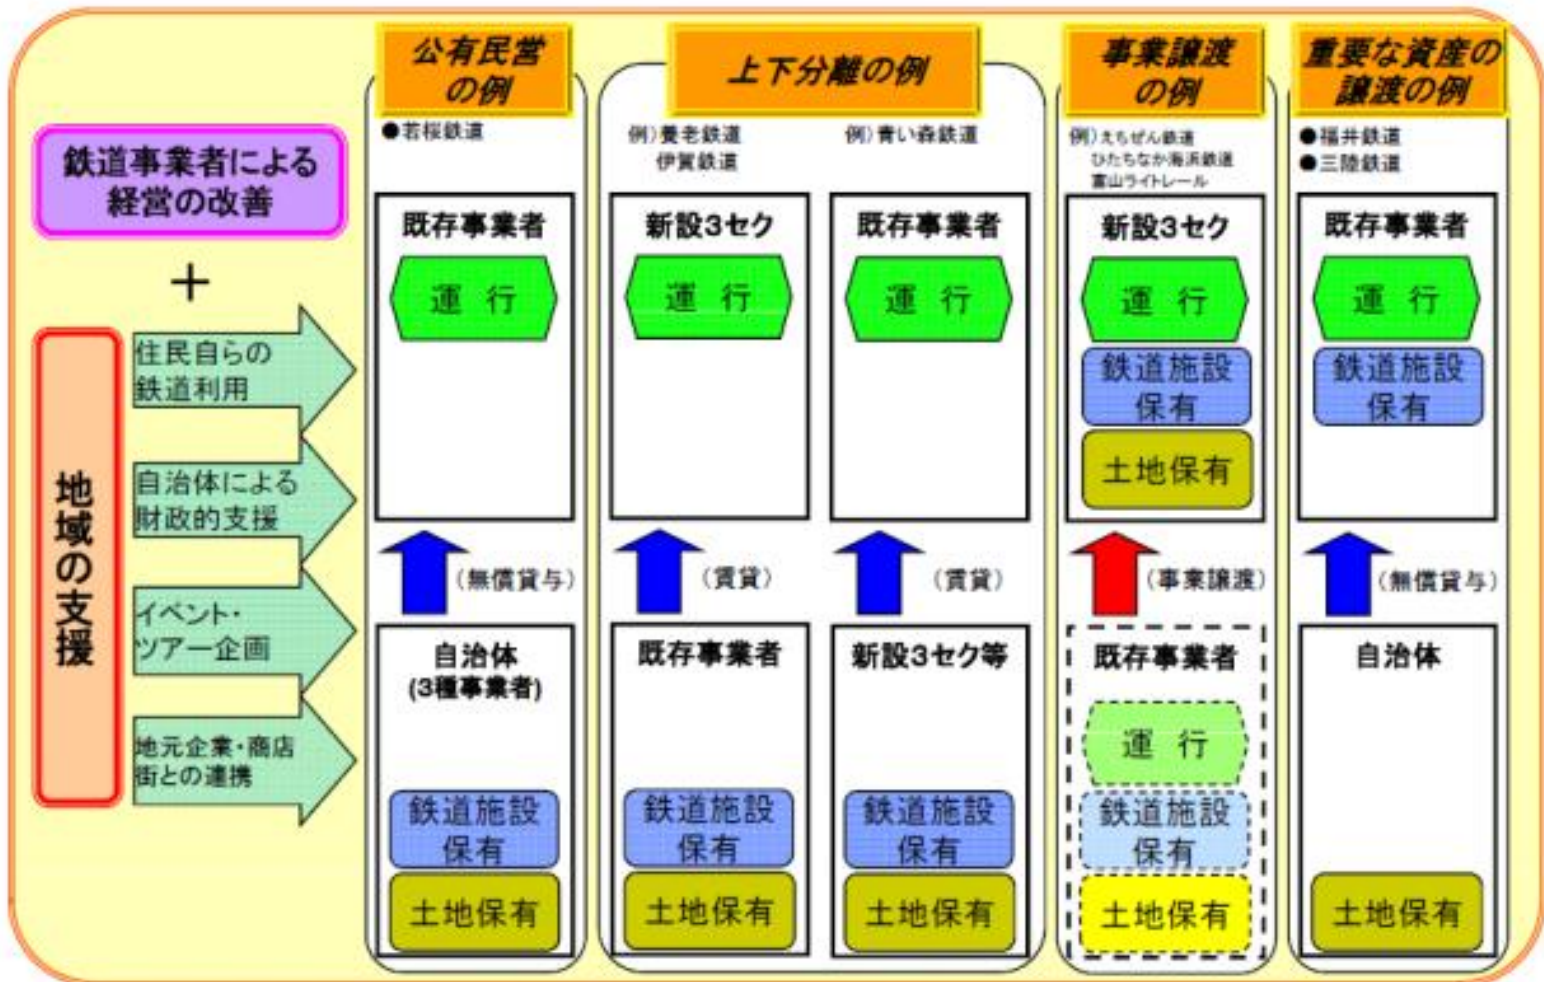 鉄道事業者による
経営の改善
＋
地域の支援
住民自らの
鉄道利用
自治体による
財政的支援
イベント・
ツアー企画
地元企業・商店
街との連携
公有民営
の例
●若桜鉄道
既存事業者
運 行
(無償貸与)
自治体
(3種事業者)
鉄道施設
保有
土地保有
上下分離の例
例)養老鉄道
伊賀鉄道
新設3セク
運 行
(賃貸)
既存事業者
鉄道施設
保有
土地保有
例)青い森鉄道
既存事業者
運 行
(賃貸)
新設3セク等
鉄道施設
保有
土地保有
事業譲渡
の例
例)えちぜん鉄道
ひたちなか海浜鉄道
富山ライトレール
新設3セク
運 行
鉄道施設
保有
土地保有
(事業譲渡)
既存事業者
運 行
鉄道施設
保有
土地保有
重要な資産の
譲渡の例
●福井鉄道
●三陸鉄道
既存事業者
運 行
鉄道施設
保有
(無償貸与)
自治体
土地保有